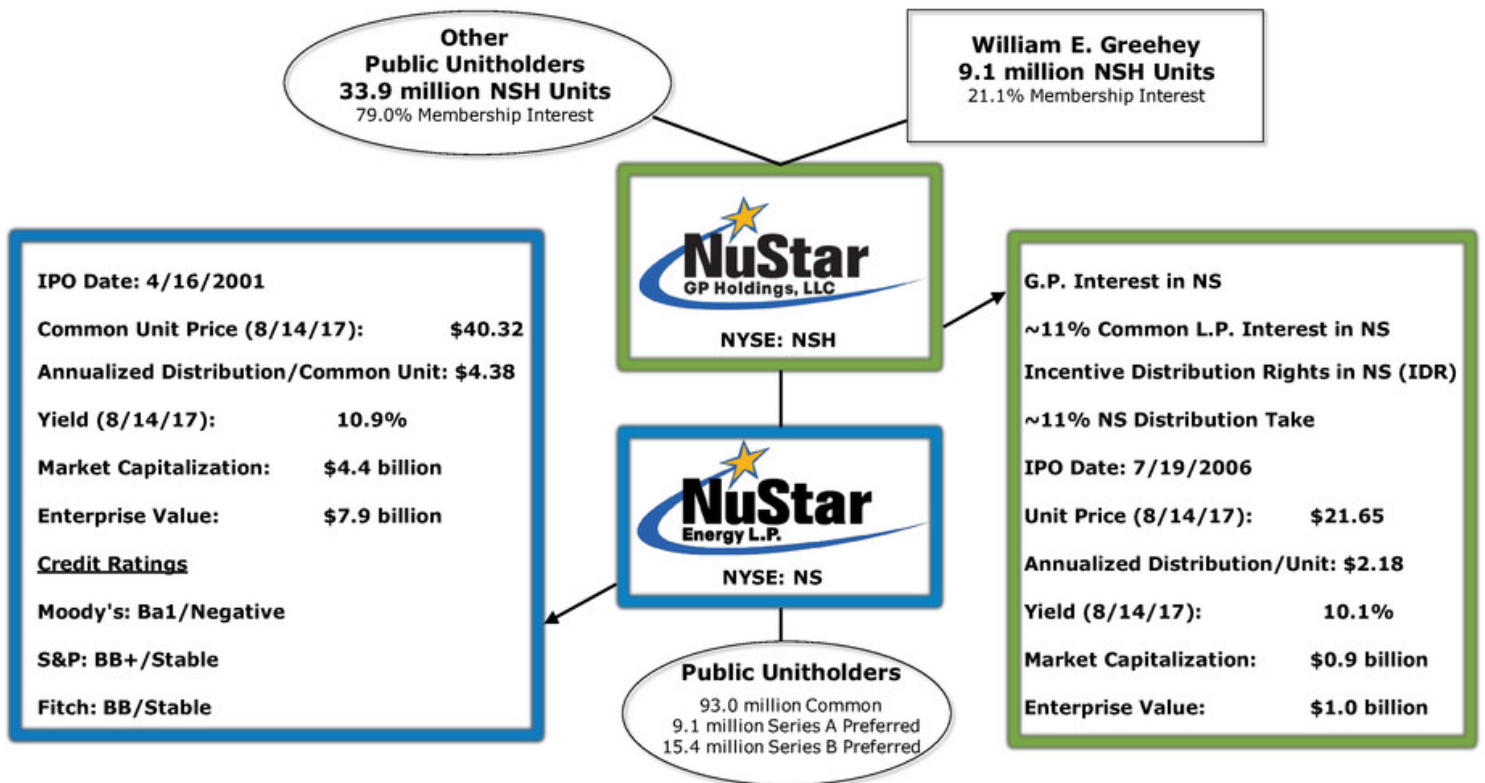 Other
Public Unitholders
33.9 million NSH Units
79.0% Membership Interest
William E. Greehey
9.1 million NSH Units
21.1% Membership Interest
NuStar
GP Holdings, LLC
NYSE: NSH
IPO Date: 4/16/2001
Common Unit Price (8/14/17): $40.32
Annualized Distribution/Common Unit: $4.38
Yield (8/14/17): 10.9%
Market Capitalization: $4.4 billion
Enterprise Value: $7.9 billion
Credit Ratings
Moody's: Ba1/Negative
S&P: BB+/Stable
Fitch: BB/Stable
NuStar
Energy L.P.
NYSE: NS
Public Unitholders
93.0 million Common
9.1 million Series A Preferred
15.4 million Series B Preferred
G.P. Interest in NS
~11% Common L.P. Interest in NS
Incentive Distribution Rights in NS (IDR)
~11% NS Distribution Take
IPO Date: 7/19/2006
Unit Price (8/14/17): $21.65
Annualized Distribution/Unit: $2.18
Yield (8/14/17): 10.1%
Market Capitalization: $0.9 billion
Enterprise Value: $1.0 billion